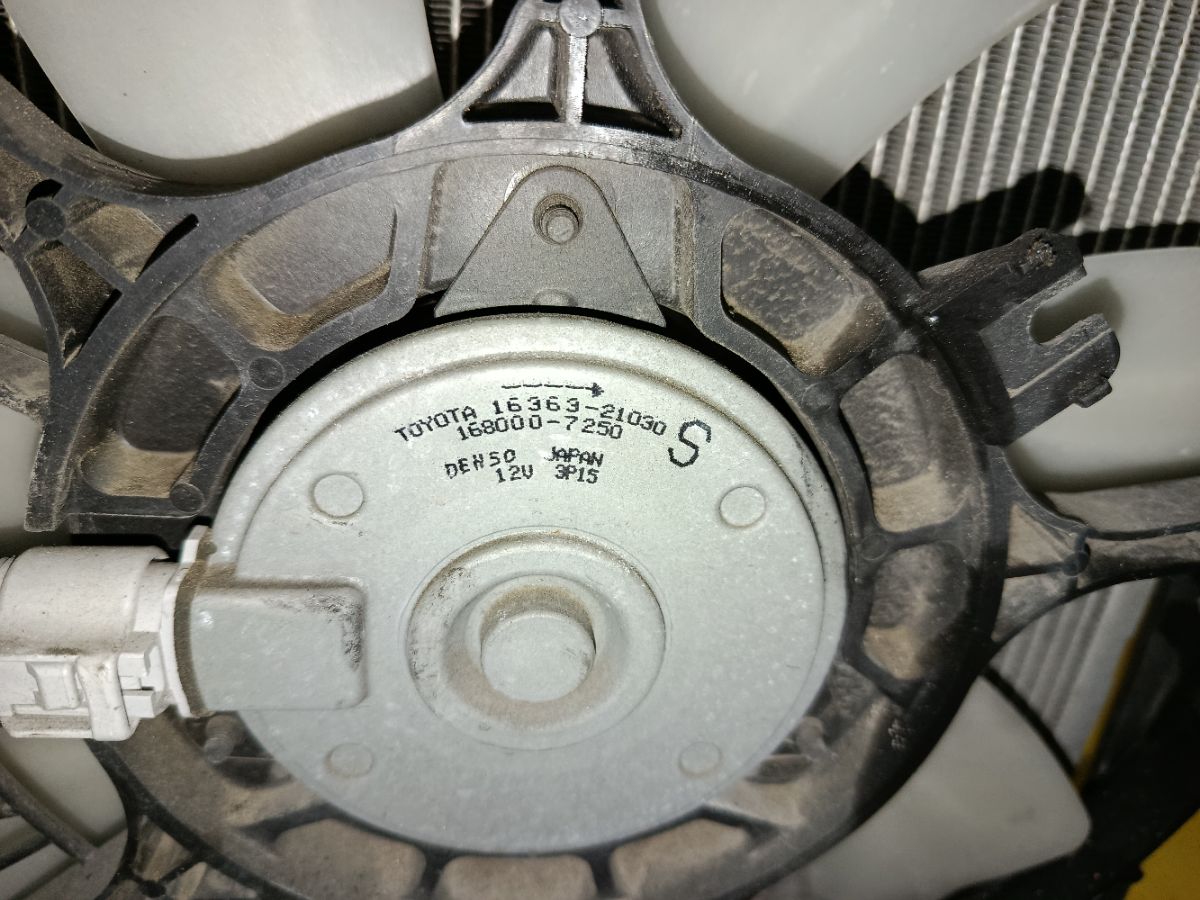 TOYOTA 16363-21030
168000-7250 S
DENSO JAPAN
12V 3P15